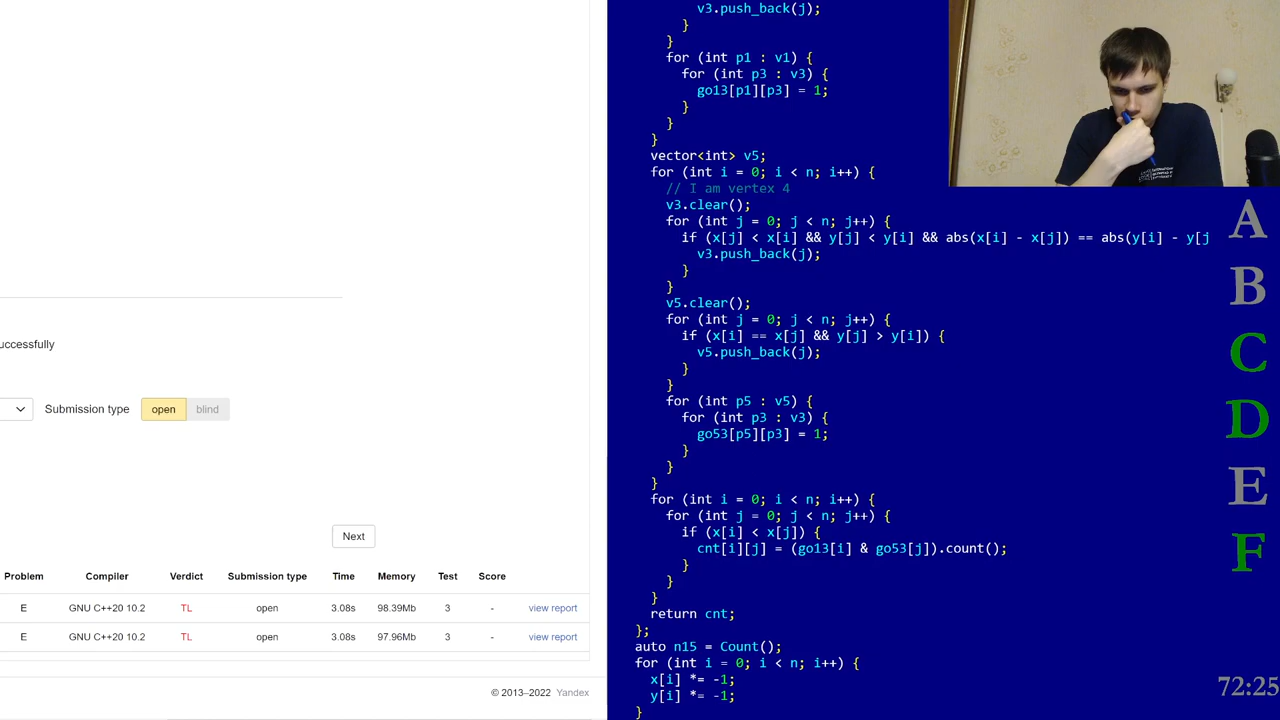 uccessfully
Submission type open blind
Next
Problem Compiler Verdict Submission type Time Memory Test Score
E GNU C++20 10.2 TL open 3.08s 98.39Mb 3 - view report
E GNU C++20 10.2 TL open 3.08s 97.96Mb 3 - view report
© 2013–2022 Yandex
v3.push_back(j);
}
}
for (int p1 : v1) {
for (int p3 : v3) {
go13[p1][p3] = 1;
}
}
}
vector<int> v5;
for (int i = 0; i < n; i++) {
// I am vertex 4
v3.clear();
for (int j = 0; j < n; j++) {
if (x[j] < x[i] && y[j] < y[i] && abs(x[i] - x[j]) == abs(y[i] - y[j
v3.push_back(j);
}
}
v5.clear();
for (int j = 0; j < n; j++) {
if (x[i] == x[j] && y[j] > y[i]) {
v5.push_back(j);
}
}
for (int p5 : v5) {
for (int p3 : v3) {
go53[p5][p3] = 1;
}
}
}
for (int i = 0; i < n; i++) {
for (int j = 0; j < n; j++) {
if (x[i] < x[j]) {
cnt[i][j] = (go13[i] & go53[j]).count();
}
}
}
return cnt;
};
auto n15 = Count();
for (int i = 0; i < n; i++) {
x[i] *= -1;
y[i] *= -1;
}
A
B
C
D
E
F
72:25